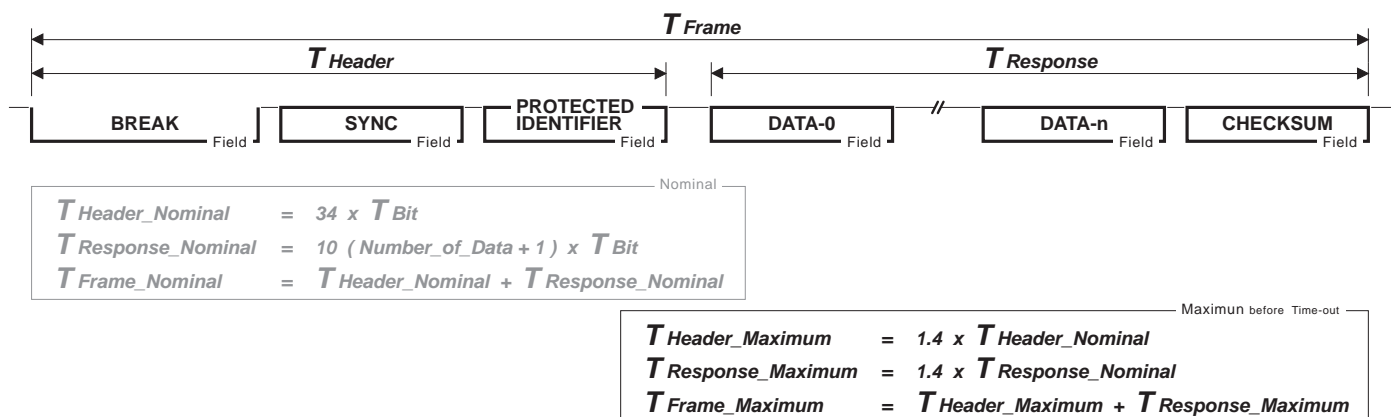 T Frame
T Header T Response
BREAK Field SYNC Field PROTECTED IDENTIFIER Field DATA-0 Field // DATA-n Field CHECKSUM Field
Nominal
T Header_Nominal = 34 x T Bit
T Response_Nominal = 10 ( Number_of_Data + 1 ) x T Bit
T Frame_Nominal = T Header_Nominal + T Response_Nominal
Maximun before Time-out
T Header_Maximum = 1.4 x T Header_Nominal
T Response_Maximum = 1.4 x T Response_Nominal
T Frame_Maximum = T Header_Maximum + T Response_Maximum